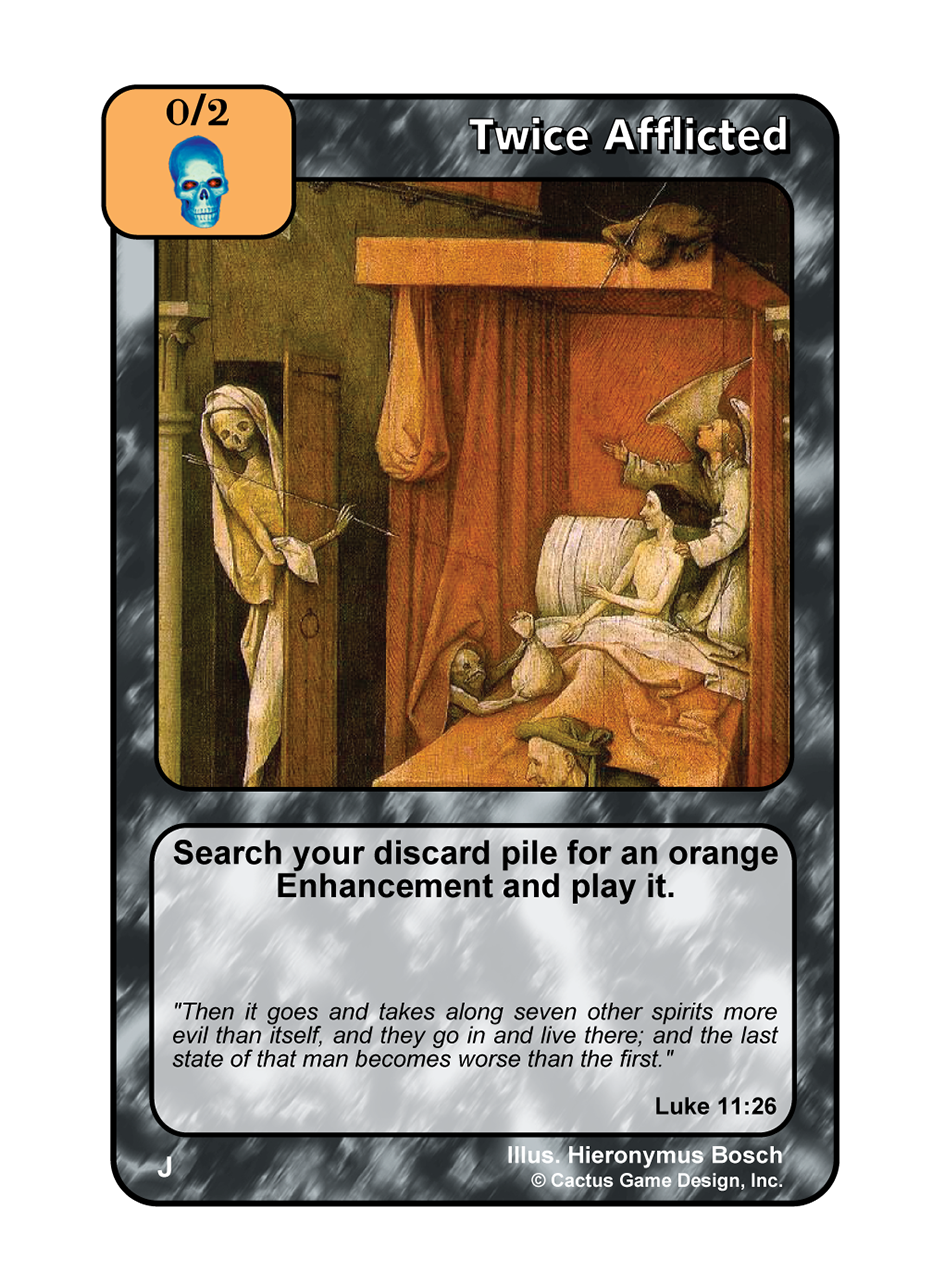 0/2
Twice Afflicted
Search your discard pile for an orange
Enhancement and play it.
"Then it goes and takes along seven other spirits more
evil than itself, and they go in and live there; and the last
state of that man becomes worse than the first."
Luke 11:26
J
Illus. Hieronymus Bosch
© Cactus Game Design, Inc.